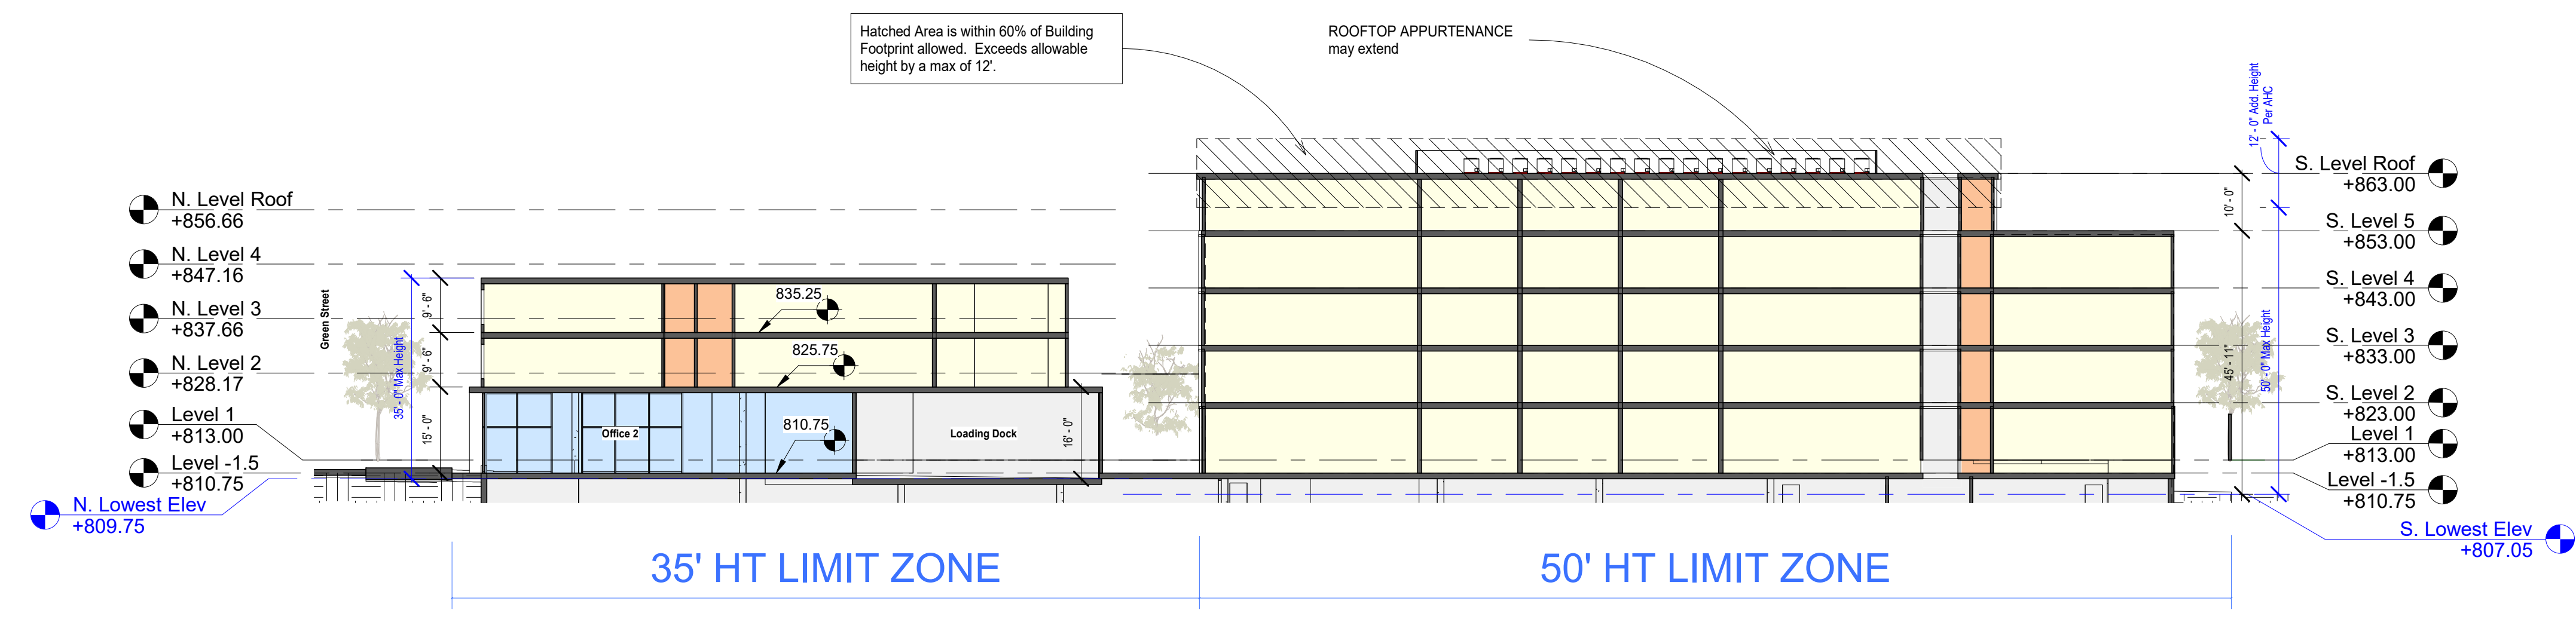 Hatched Area is within 60% of Building
Footprint allowed. Exceeds allowable
height by a max of 12'.
ROOFTOP APPURTENANCE
may extend
12' - 0" Add. Height
Per AHC
N. Level Roof
+856.66
N. Level 4
+847.16
N. Level 3
+837.66
N. Level 2
+828.17
Level 1
+813.00
Level -1.5
+810.75
N. Lowest Elev
+809.75
Green Street
35' - 0" Max Height
9' - 6"
9' - 6"
15' - 0"
835.25
825.75
810.75
Office 2
Loading Dock
16' - 0"
S. Level Roof
+863.00
S. Level 5
+853.00
S. Level 4
+843.00
S. Level 3
+833.00
S. Level 2
+823.00
Level 1
+813.00
Level -1.5
+810.75
S. Lowest Elev
+807.05
10' - 0"
45' - 11"
50' - 0" Max Height
35' HT LIMIT ZONE
50' HT LIMIT ZONE